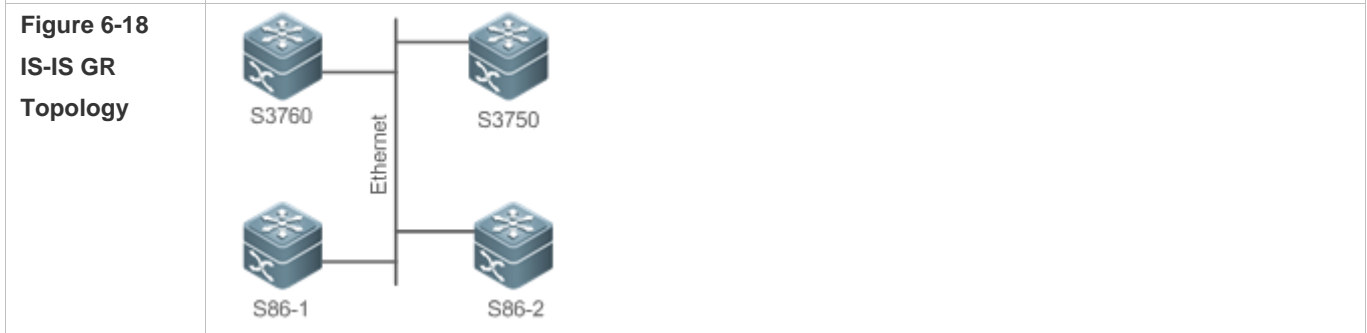 Figure 6-18
IS-IS GR
Topology
S3760
S3750
Ethernet
S86-1
S86-2